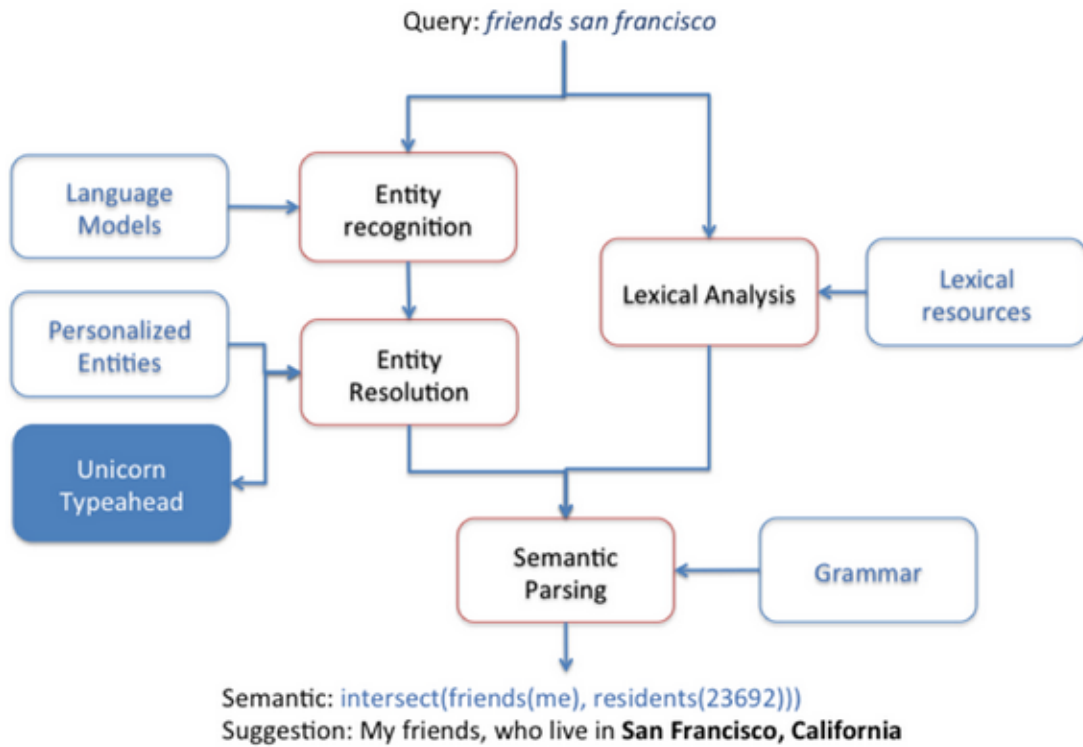 Query: friends san francisco
Language
Models
Entity
recognition
Lexical Analysis
Lexical
resources
Personalized
Entities
Entity
Resolution
Unicorn
Typeahead
Semantic
Parsing
Grammar
Semantic: intersect(friends(me), residents(23692)))
Suggestion: My friends, who live in San Francisco, California